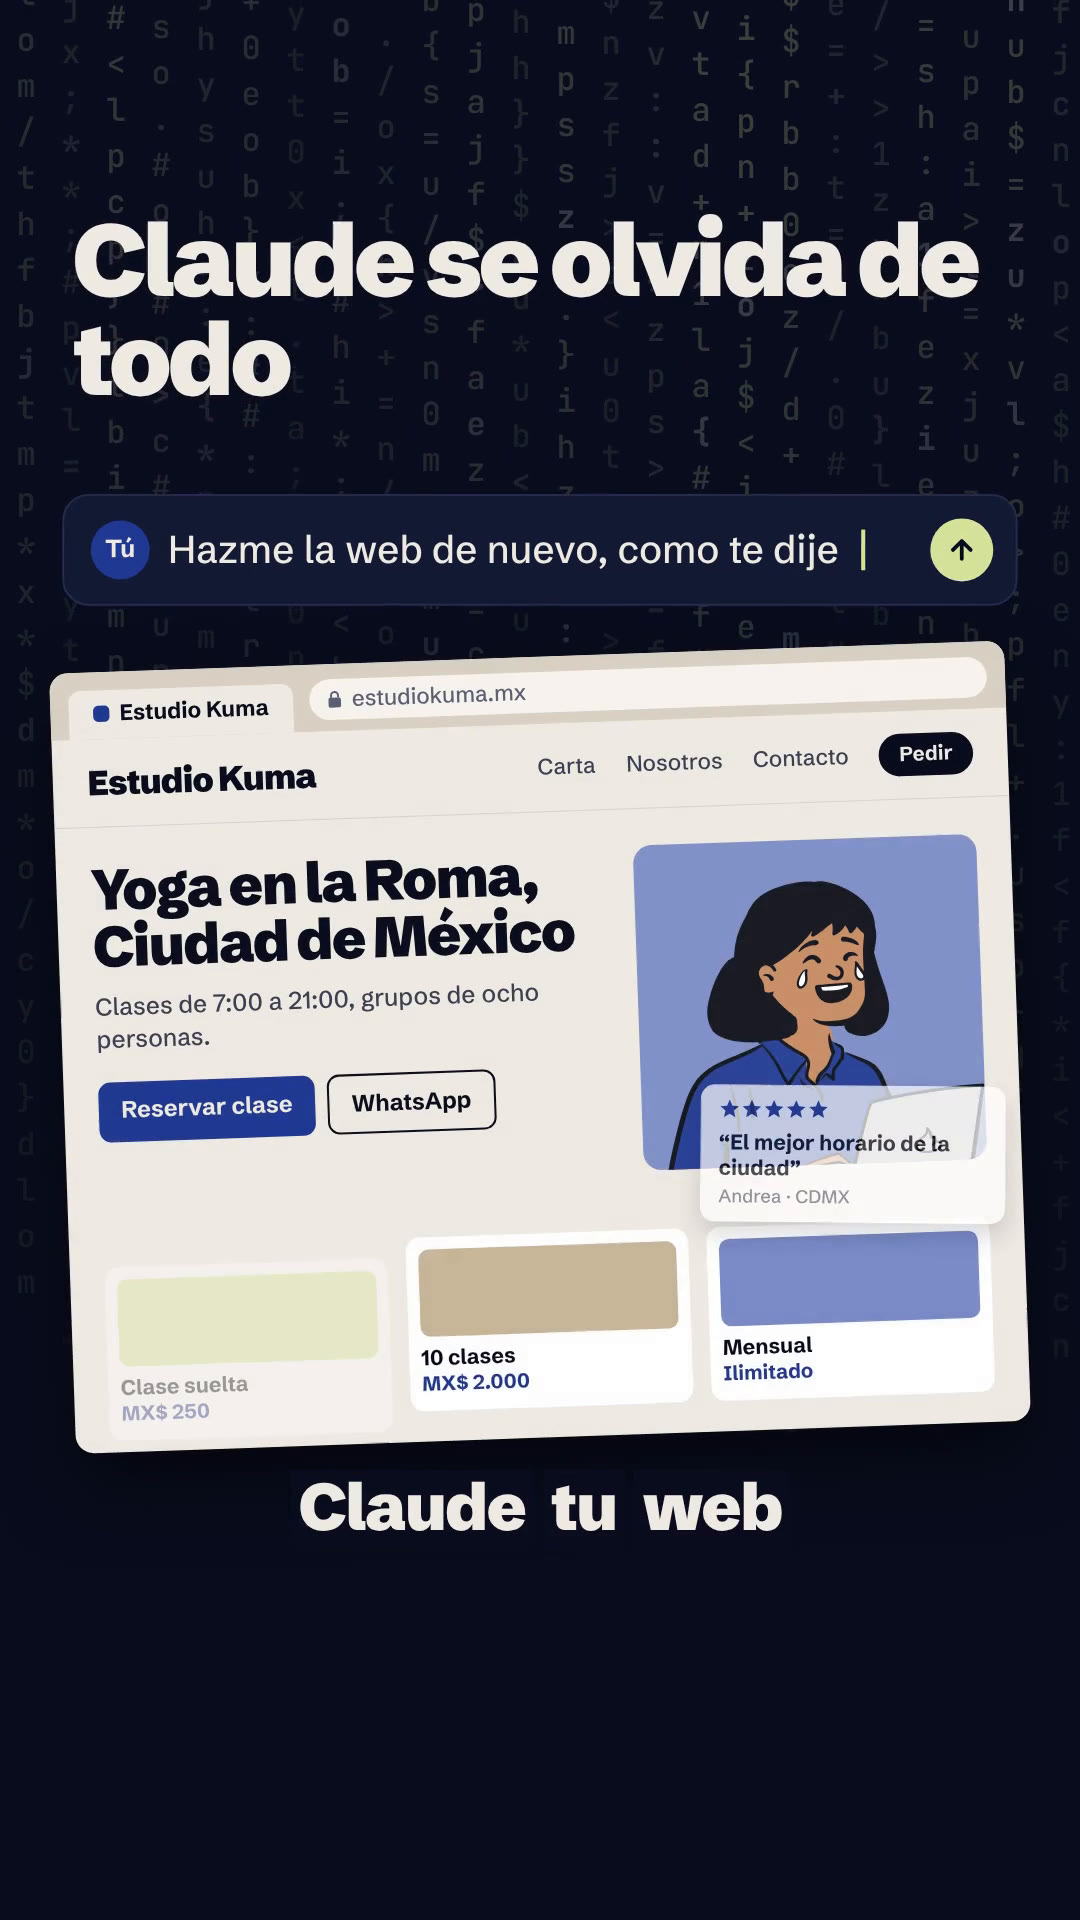 Claude se olvida de
todo
Tú
Hazme la web de nuevo, como te dije
Estudio Kuma
estudiokuma.mx
Estudio Kuma
Carta
Nosotros
Contacto
Pedir
Yoga en la Roma,
Ciudad de México
Clases de 7:00 a 21:00, grupos de ocho
personas.
Reservar clase
WhatsApp
“El mejor horario de la
ciudad”
Andrea · CDMX
Clase suelta
MX$ 250
10 clases
MX$ 2.000
Mensual
Ilimitado
Claude tu web